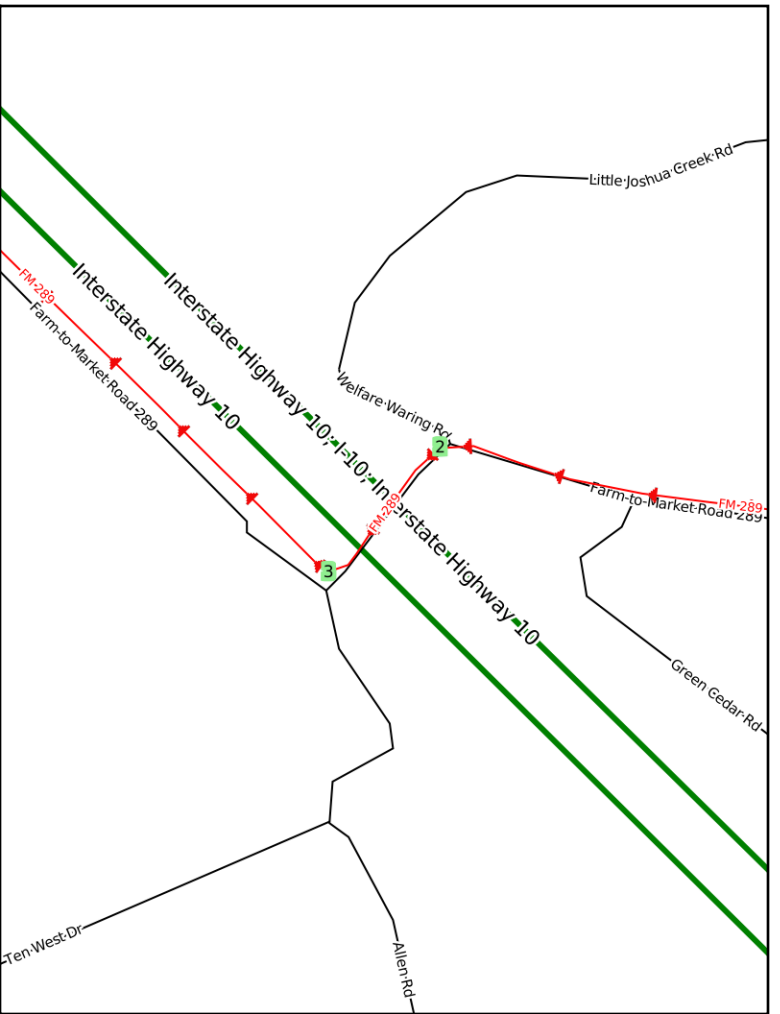 Little Joshua Creek Rd
FM-289
Interstate Highway 10
Interstate Highway 10; I-10; Interstate Highway 10
Farm-to-Market Road 289
Welfare Waring Rd
2
FM-289
Farm-to-Market Road 289
FM-289
3
Green Cedar Rd
Ten West Dr
Allen Rd